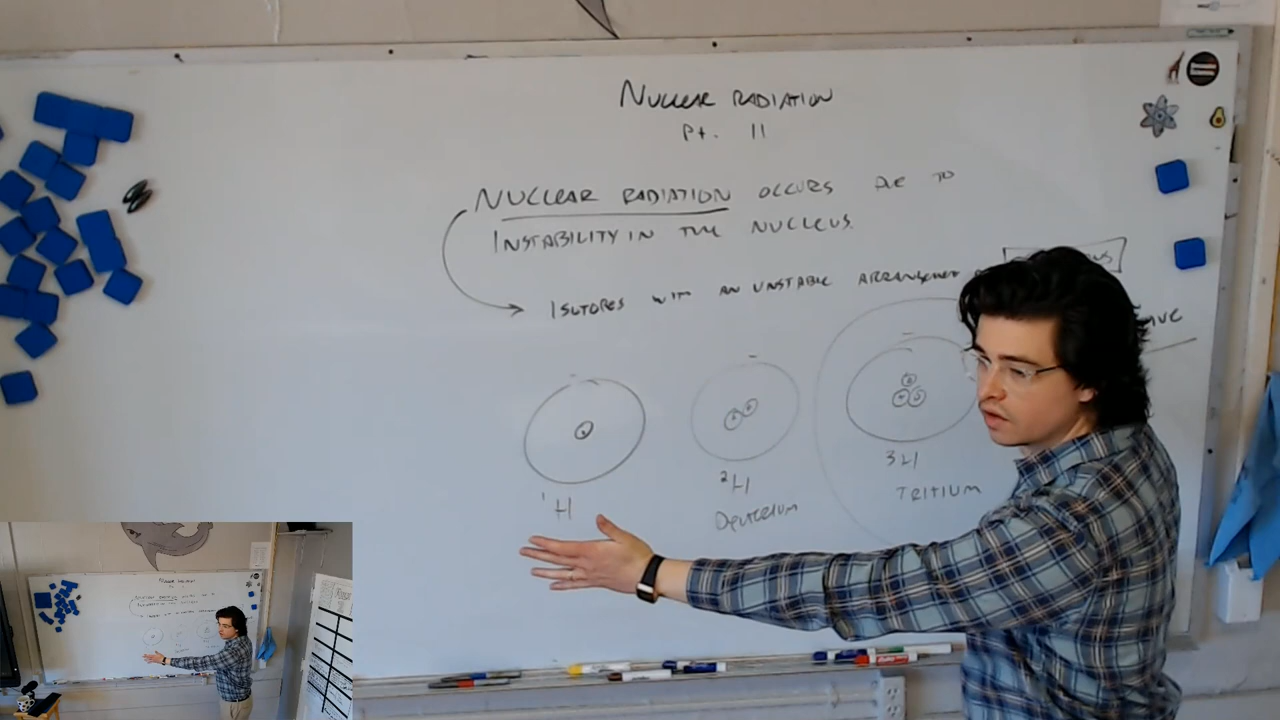 NUCLEAR RADIATION
Pt. II
NUCLEAR RADIATION OCCURS DUE TO
INSTABILITY IN THE NUCLEUS.
ISOTOPES WITH AN UNSTABLE ARRANGEMENT
¹H
²H
DEUTERIUM
³H
TRITIUM